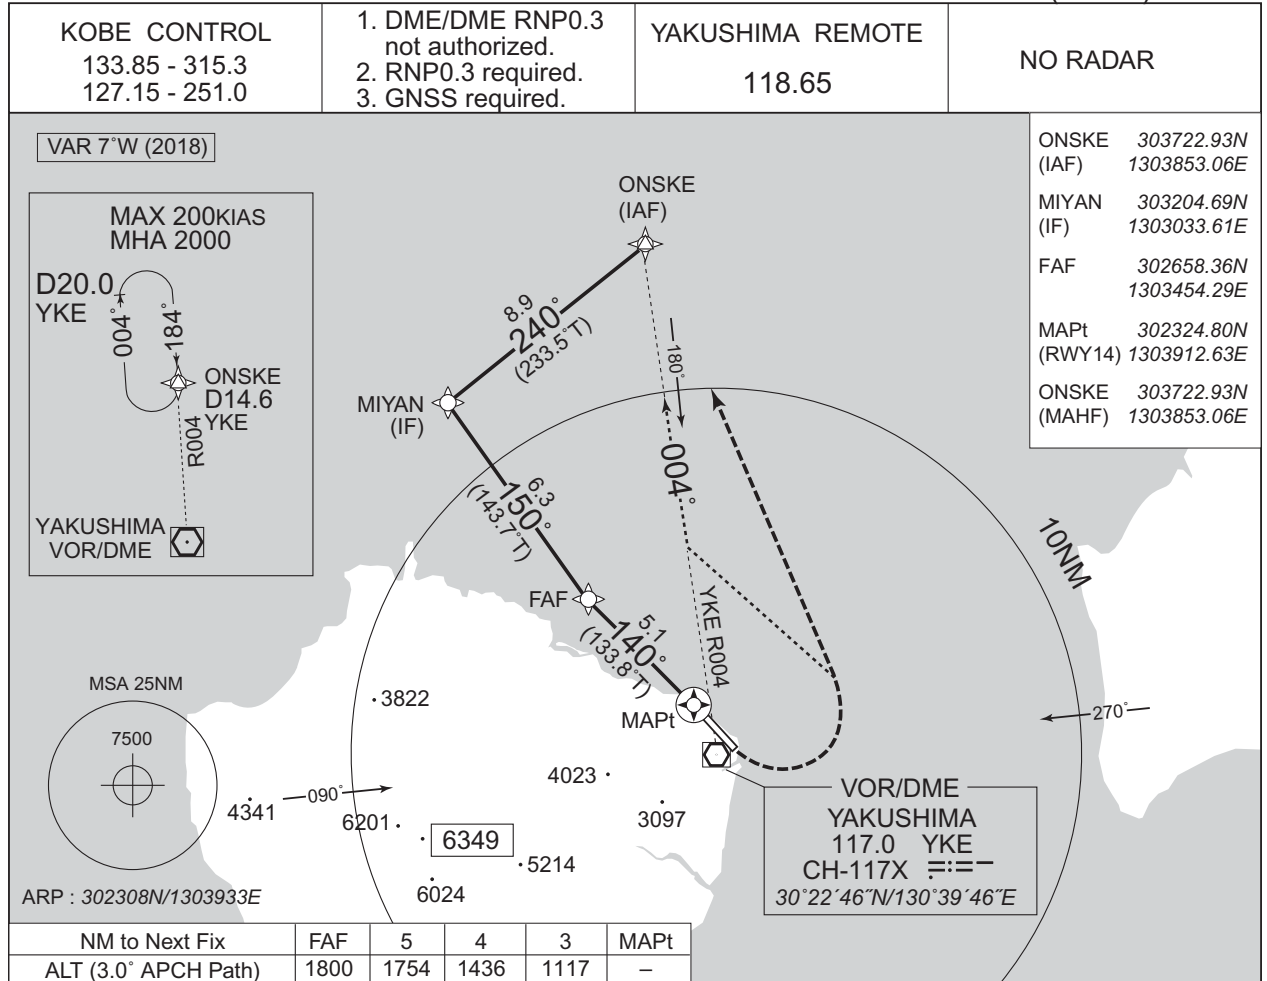 KOBE CONTROL
133.85 - 315.3
127.15 - 251.0
1. DME/DME RNP0.3
not authorized.
2. RNP0.3 required.
3. GNSS required.
YAKUSHIMA REMOTE
118.65
NO RADAR
VAR 7˚W (2018)
MAX 200KIAS
MHA 2000
D20.0
YKE
004˚
184˚
ONSKE
D14.6
YKE
R004
YAKUSHIMA
VOR/DME
ONSKE
(IAF)
8.9
240˚
(233.5˚T)
MIYAN
(IF)
180˚
004˚
6.3
150˚
(143.7˚T)
FAF
5.1
140˚
(133.8˚T)
YKE R004
MAPt
10NM
270˚
ONSKE 303722.93N
(IAF) 1303853.06E
MIYAN 303204.69N
(IF) 1303033.61E
FAF 302658.36N
1303454.29E
MAPt 302324.80N
(RWY14) 1303912.63E
ONSKE 303722.93N
(MAHF) 1303853.06E
MSA 25NM
7500
3822
4023
3097
4341
090˚
6201
6349
5214
6024
VOR/DME
YAKUSHIMA
117.0 YKE
CH-117X
30˚22´46˝N/130˚39´46˝E
ARP : 302308N/1303933E
NM to Next Fix FAF 5 4 3 MAPt
ALT (3.0˚ APCH Path) 1800 1754 1436 1117 –